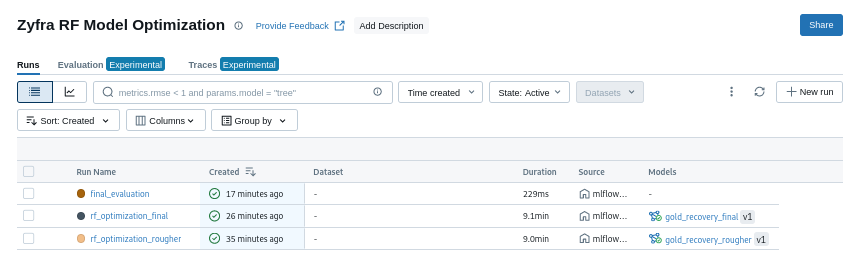 Zyfra RF Model Optimization Provide Feedback Add Description Share
Runs Evaluation Experimental Traces Experimental
metrics.rmse < 1 and params.model = "tree" Time created State: Active Datasets New run
Sort: Created Columns Group by
Run Name Created Dataset Duration Source Models
final_evaluation 17 minutes ago - 229ms mlflow... -
rf_optimization_final 26 minutes ago - 9.1min mlflow... gold_recovery_final v1
rf_optimization_rougher 35 minutes ago - 9.0min mlflow... gold_recovery_rougher v1